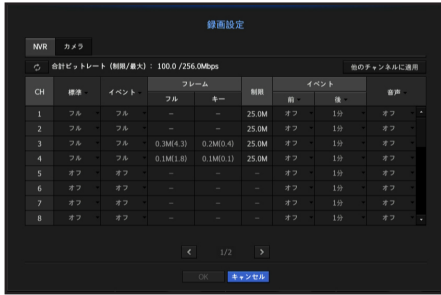 録画設定
NVR カメラ
合計ビットレート (制限/最大) : 100.0 /256.0Mbps 他のチャンネルに適用
CH 標準 イベント フレーム 制限 イベント 音声
フル キー 前 後
1 フル フル – – 25.0M オフ 1分 オフ
2 フル フル – – 25.0M オフ 1分 オフ
3 フル フル 0.3M(4.3) 0.2M(0.4) 25.0M オフ 1分 オフ
4 フル フル 0.1M(1.8) 0.1M(0.1) 25.0M オフ 1分 オフ
5 オフ オフ – – – オフ 1分 オフ
6 オフ オフ – – – オフ 1分 オフ
7 オフ オフ – – – オフ 1分 オフ
8 オフ オフ – – – オフ 1分 オフ
< 1/2 >
OK キャンセル